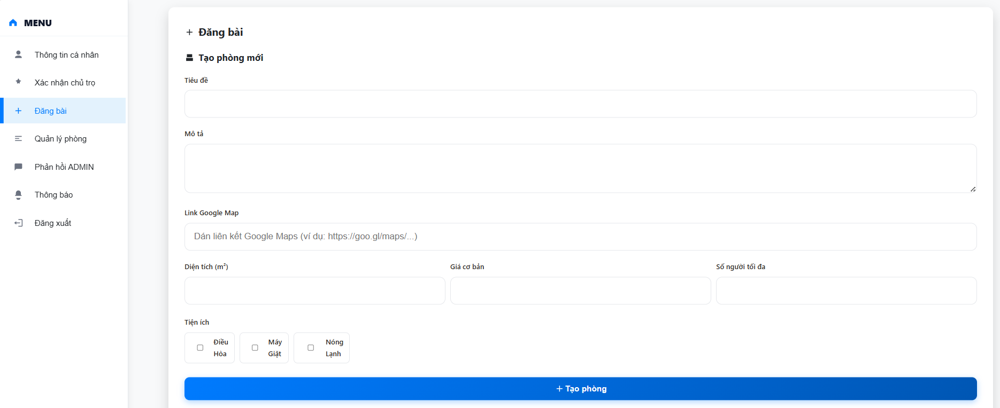 MENU
Thông tin cá nhân
Xác nhận chủ trọ
Đăng bài
Quản lý phòng
Phản hồi ADMIN
Thông báo
Đăng xuất
Đăng bài
Tạo phòng mới
Tiêu đề
Mô tả
Link Google Map
Dán liên kết Google Maps (ví dụ: https://goo.gl/maps/...)
Diện tích (m²)
Giá cơ bản
Số người tối đa
Tiện ích
Điều
Hòa
Máy
Giặt
Nóng
Lạnh
+ Tạo phòng